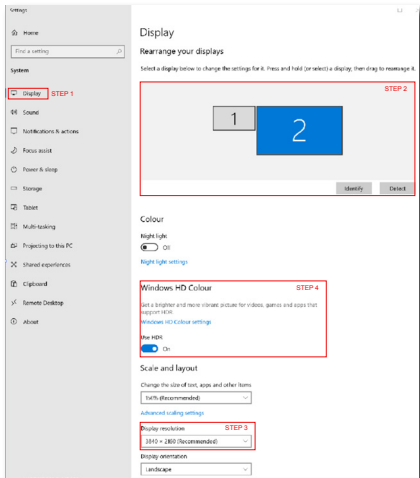 Settings
Home
Find a setting
System
Display STEP 1
Sound
Notifications & actions
Focus assist
Power & sleep
Storage
Tablet
Multi-tasking
Projecting to this PC
Shared experiences
Clipboard
Remote Desktop
About
Display
Rearrange your displays
Select a display below to change the settings for it. Press and hold (or select) a display, then drag to rearrange it.
STEP 2
1 2
Identify Detect
Colour
Night light
Off
Night light settings
Windows HD Colour STEP 4
Get a brighter and more vibrant picture for videos, games and apps that
support HDR
Windows HD Colour settings
Use HDR
On
Scale and layout
Change the size of text, apps and other items
(Recommended)
Advanced scaling settings
Display resolution STEP 3
3840 × 2160 (Recommended)
Display orientation
Landscape